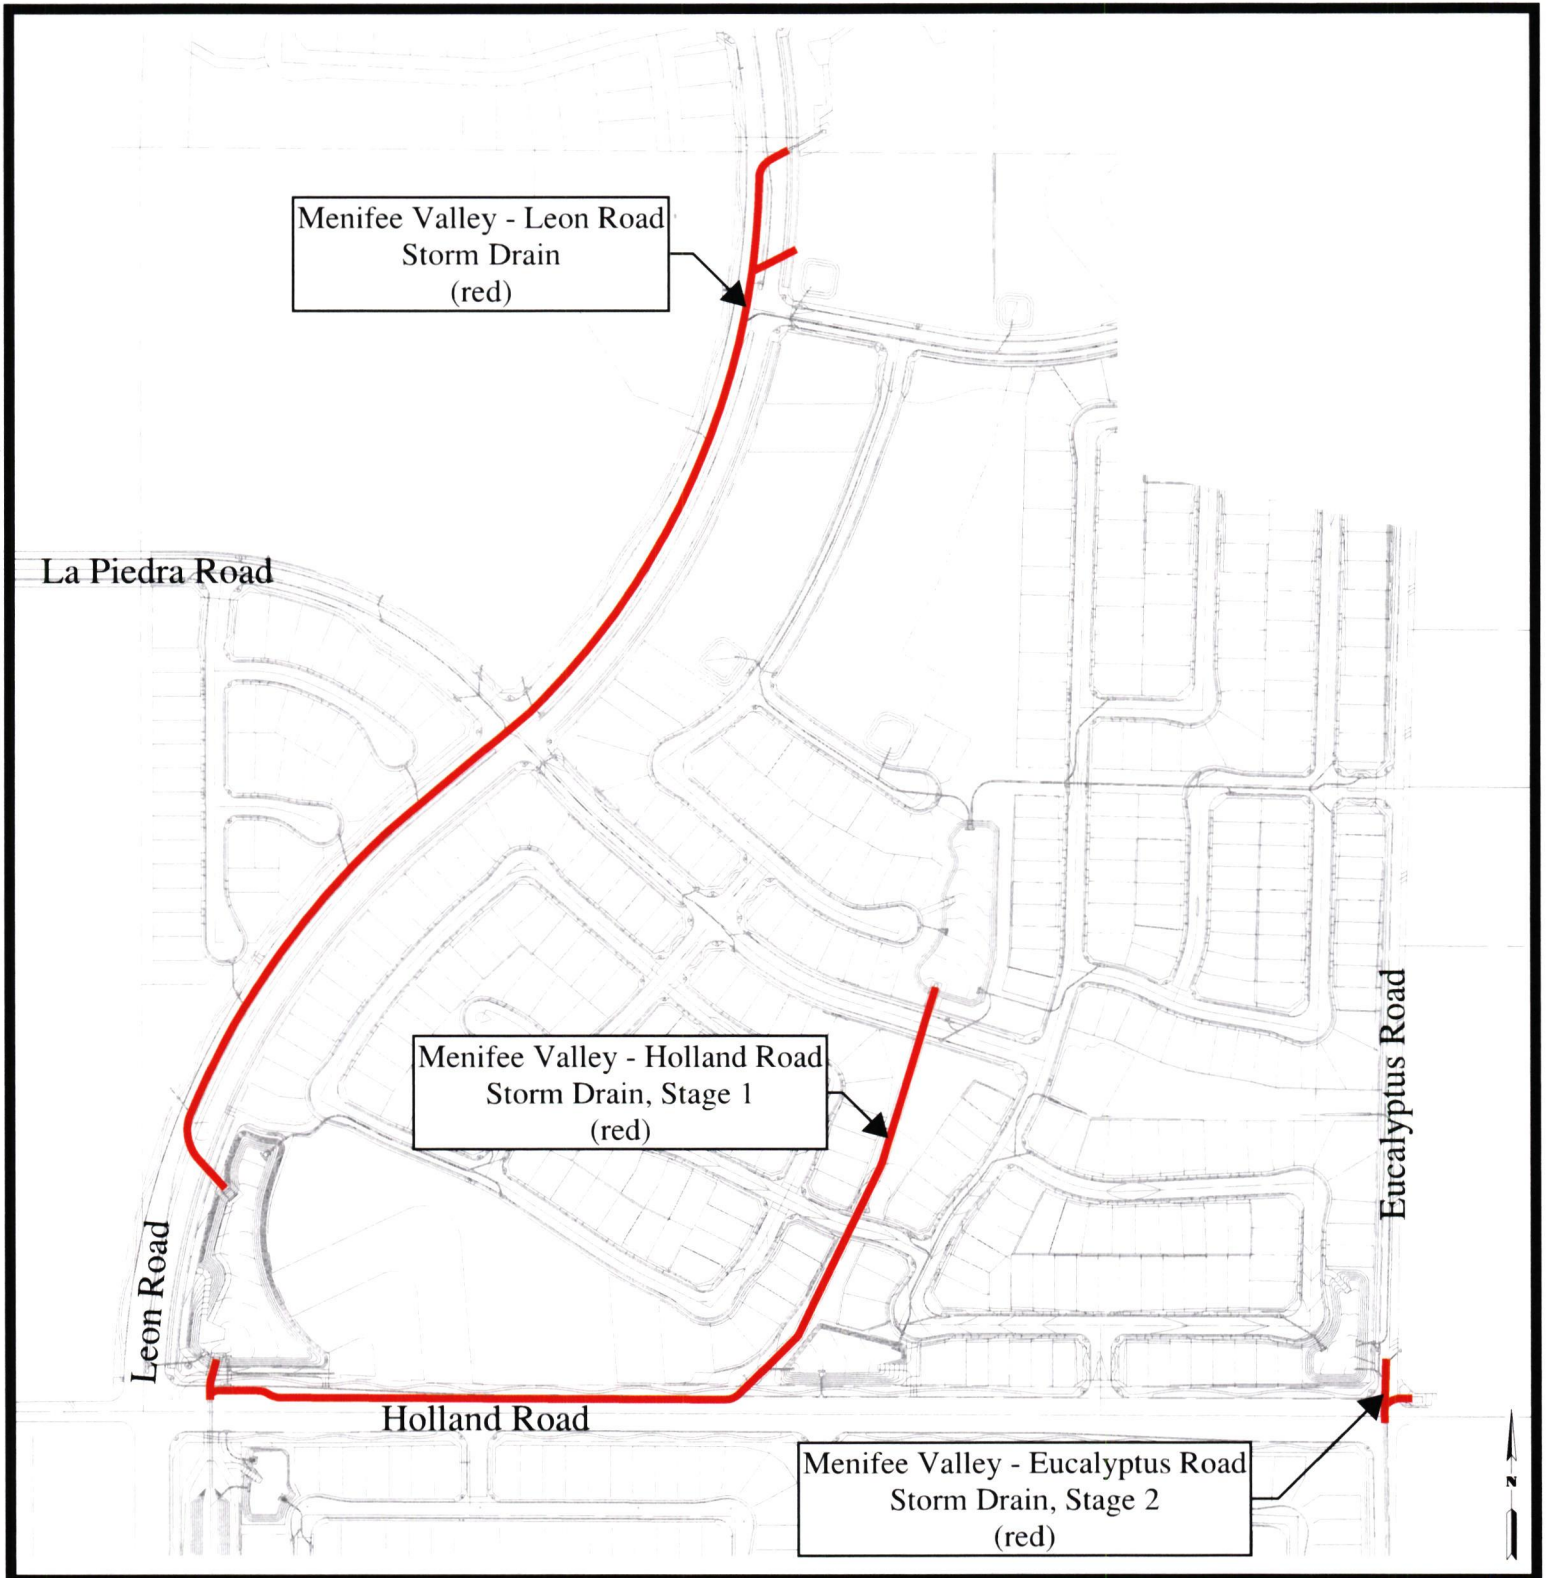 Menifee Valley - Leon Road
Storm Drain
(red)
La Piedra Road
Menifee Valley - Holland Road
Storm Drain, Stage 1
(red)
Eucalyptus Road
Leon Road
Holland Road
Menifee Valley - Eucalyptus Road
Storm Drain, Stage 2
(red)
N